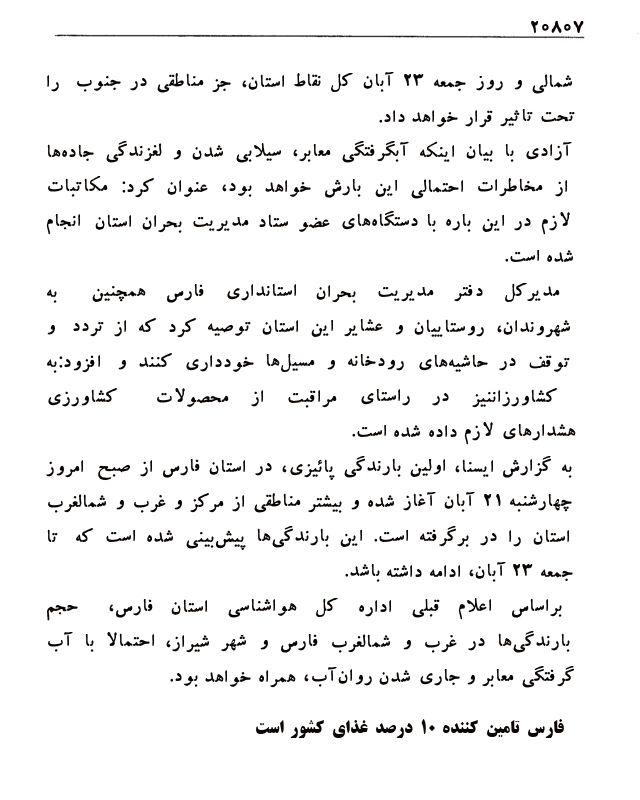 ۲۰۸۰۷
شمالی و روز جمعه ۲۳ آبان کل نقاط استان، جز مناطقی در جنوب را
تحت تاثیر قرار خواهد داد.
آزادی با بیان اینکه آبگرفتگی معابر، سیلابی شدن و لغزندگی جاده‌ها
از مخاطرات احتمالی این بارش خواهد بود، عنوان کرد: مکاتبات
لازم در این باره با دستگاه‌های عضو ستاد مدیریت بحران استان انجام
شده است.
مدیرکل دفتر مدیریت بحران استانداری فارس همچنین به
شهروندان، روستاییان و عشایر این استان توصیه کرد که از تردد و
توقف در حاشیه‌های رودخانه و مسیل‌ها خودداری کنند و افزود:به
کشاورزاننیز در راستای مراقبت از محصولات کشاورزی
هشدارهای لازم داده شده است.
به گزارش ایسنا، اولین بارندگی پائیزی، در استان فارس از صبح امروز
چهارشنبه ۲۱ آبان آغاز شده و بیشتر مناطقی از مرکز و غرب و شمالغرب
استان را در برگرفته است. این بارندگی‌ها پیش‌بینی شده است که تا
جمعه ۲۳ آبان، ادامه داشته باشد.
براساس اعلام قبلی اداره کل هواشناسی استان فارس، حجم
بارندگی‌ها در غرب و شمالغرب فارس و شهر شیراز، احتمالا با آب
گرفتگی معابر و جاری شدن روان‌آب، همراه خواهد بود.
فارس تامین کننده ۱۰ درصد غذای کشور است